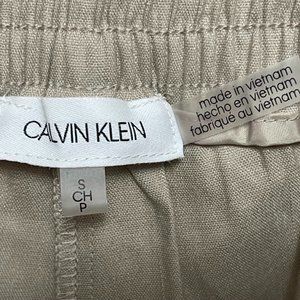 CALVIN KLEIN
S
CH
P
made in vietnam
hecho en vietnam
fabriqué au vietnam